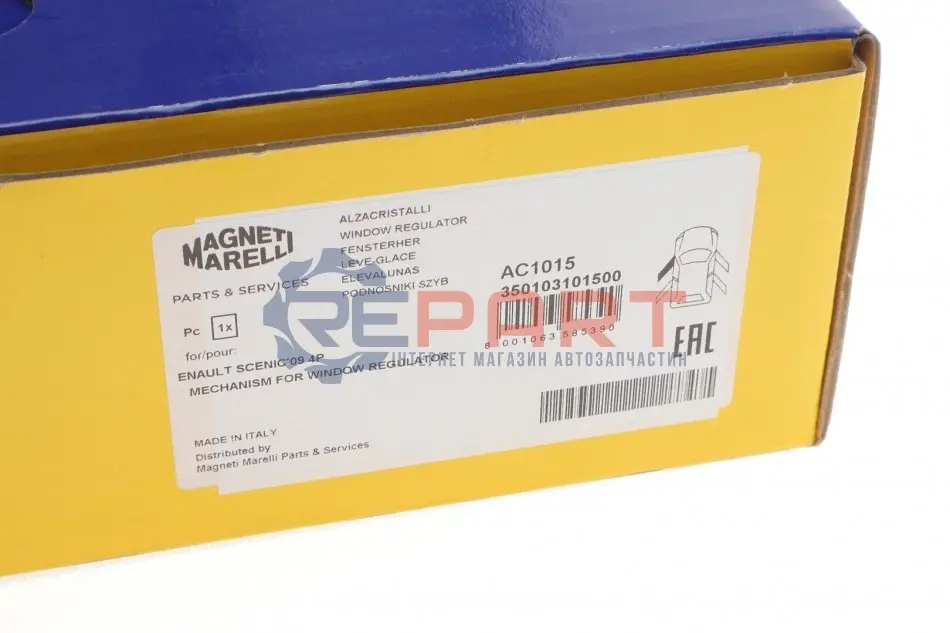 MAGNETI
MARELLI
PARTS & SERVICES
ALZACRISTALLI
WINDOW REGULATOR
FENSTERHER
LEVE-GLACE
ELEVALUNAS
PODNOSNIKI SZYB
AC1015
350103101500
8 001063 585390
Pc 1x
for/pour:
ENAULT SCENIC'09 4P
MECHANISM FOR WINDOW REGULATOR
EAC
MADE IN ITALY
Distributed by
Magneti Marelli Parts & Services
REPART
ІНТЕРНЕТ МАГАЗИН АВТОЗАПЧАСТИН